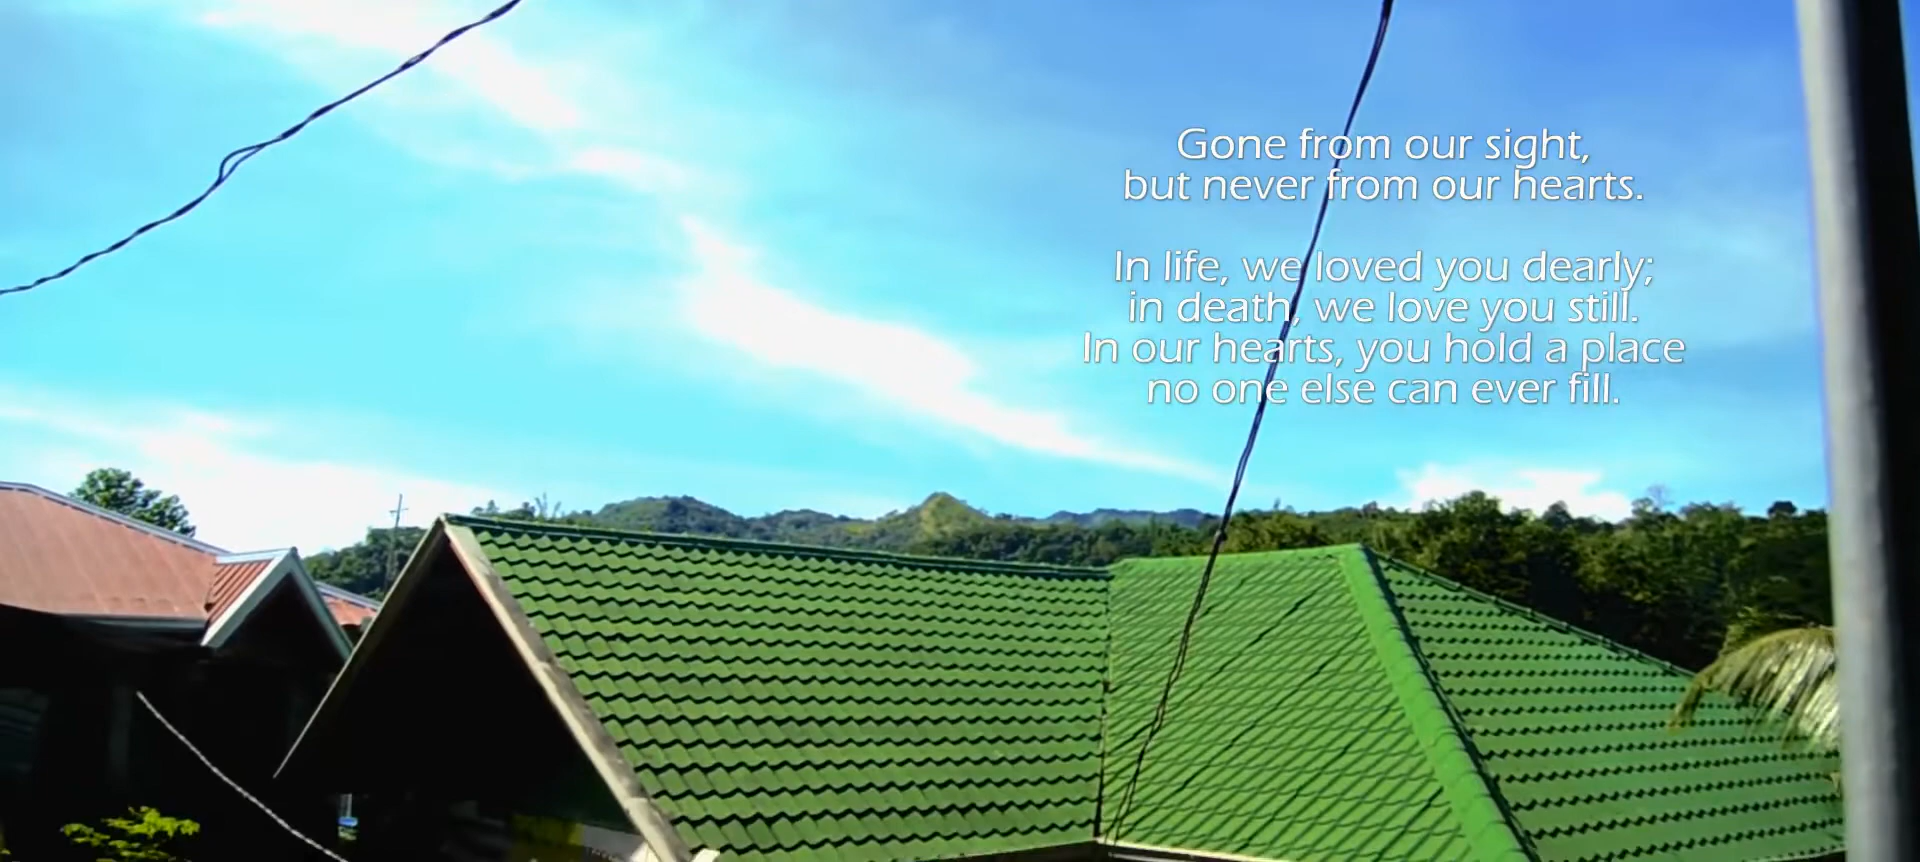 Gone from our sight,
but never from our hearts.
In life, we loved you dearly;
in death, we love you still.
In our hearts, you hold a place
no one else can ever fill.